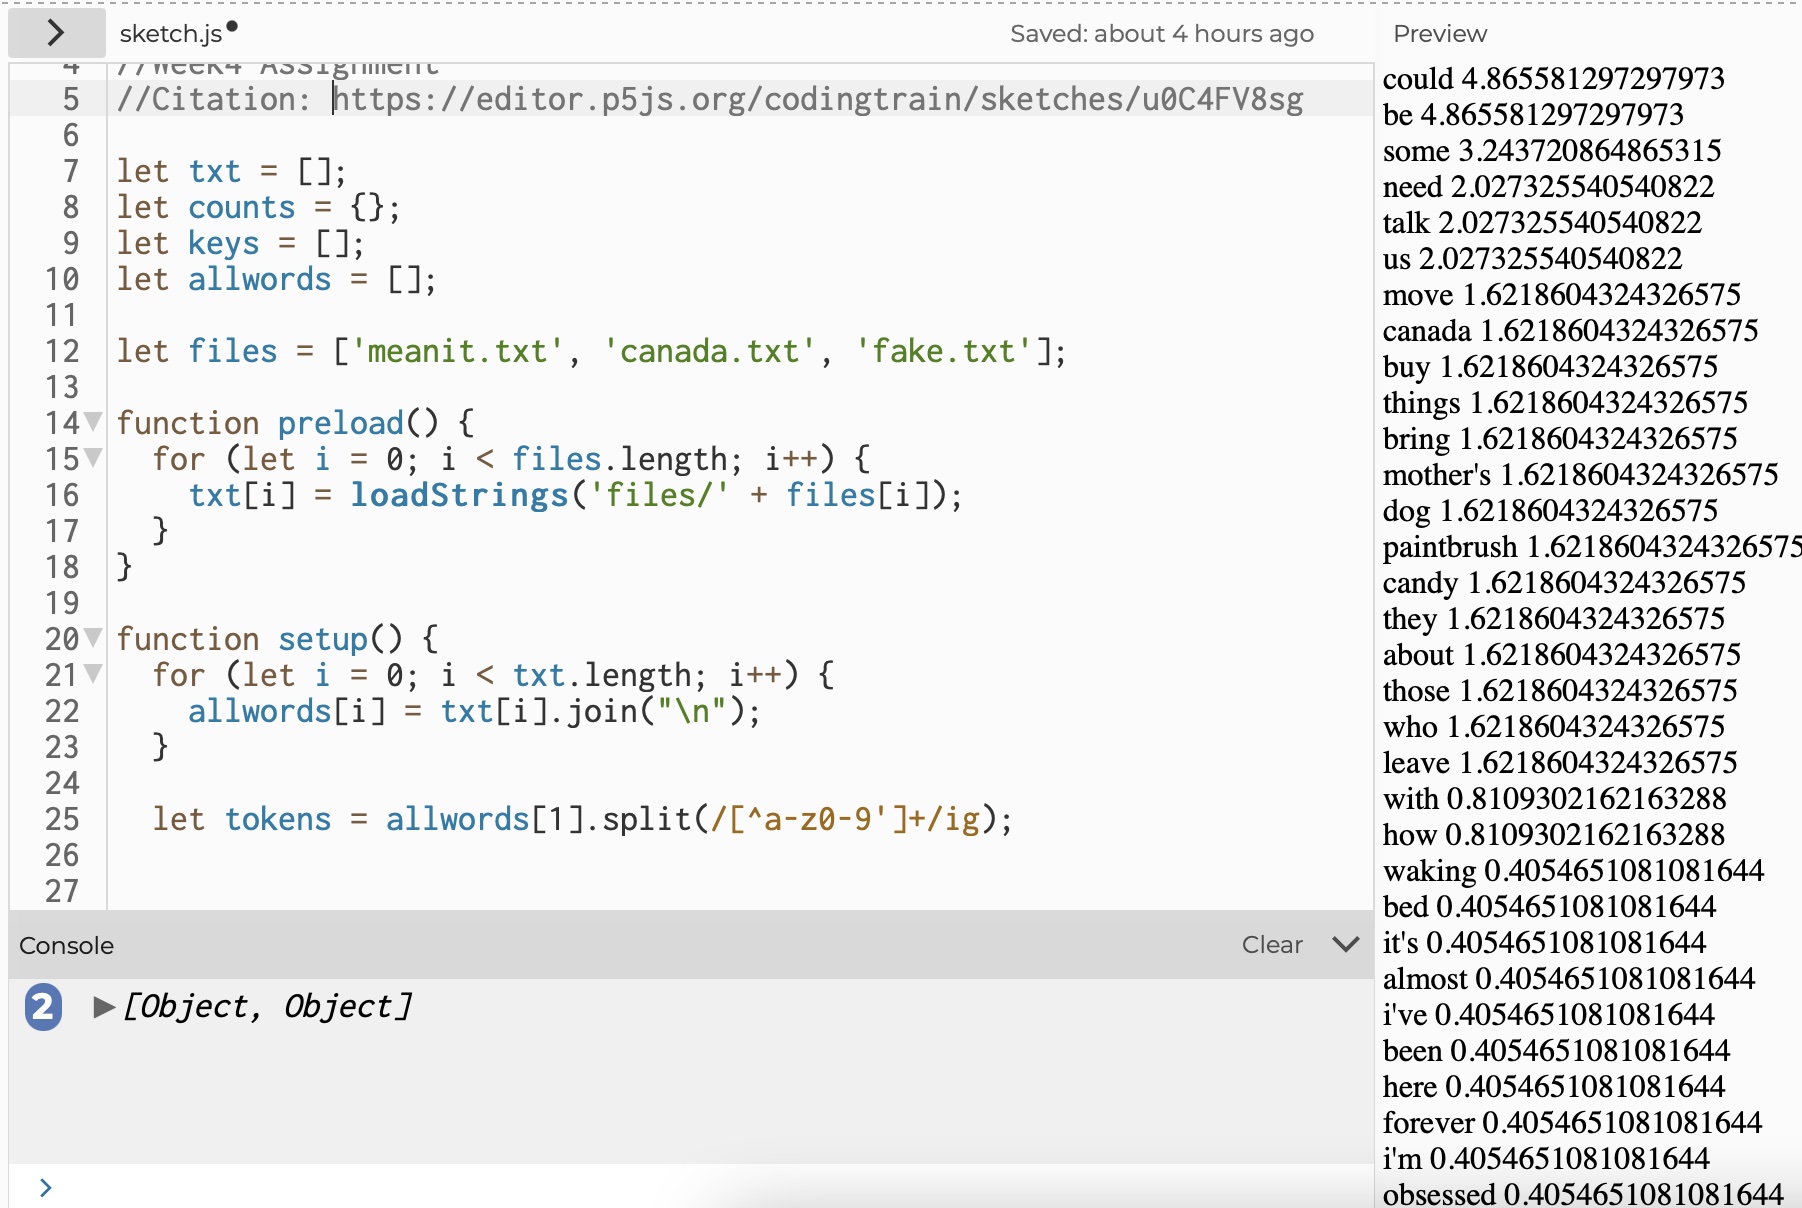 sketch.js
Saved: about 4 hours ago
Preview
4 //Week4 Assignment
5 //Citation: https://editor.p5js.org/codingtrain/sketches/u0C4FV8sg
6
7 let txt = [];
8 let counts = {};
9 let keys = [];
10 let allwords = [];
11
12 let files = ['meanit.txt', 'canada.txt', 'fake.txt'];
13
14 function preload() {
15 for (let i = 0; i < files.length; i++) {
16 txt[i] = loadStrings('files/' + files[i]);
17 }
18 }
19
20 function setup() {
21 for (let i = 0; i < txt.length; i++) {
22 allwords[i] = txt[i].join("\n");
23 }
24
25 let tokens = allwords[1].split(/[^a-z0-9']+/ig);
26
27
Console
Clear
2 [Object, Object]
could 4.865581297297973
be 4.865581297297973
some 3.243720864865315
need 2.027325540540822
talk 2.027325540540822
us 2.027325540540822
move 1.6218604324326575
canada 1.6218604324326575
buy 1.6218604324326575
things 1.6218604324326575
bring 1.6218604324326575
mother's 1.6218604324326575
dog 1.6218604324326575
paintbrush 1.6218604324326575
candy 1.6218604324326575
they 1.6218604324326575
about 1.6218604324326575
those 1.6218604324326575
who 1.6218604324326575
leave 1.6218604324326575
with 0.8109302162163288
how 0.8109302162163288
waking 0.4054651081081644
bed 0.4054651081081644
it's 0.4054651081081644
almost 0.4054651081081644
i've 0.4054651081081644
been 0.4054651081081644
here 0.4054651081081644
forever 0.4054651081081644
i'm 0.4054651081081644
obsessed 0.4054651081081644